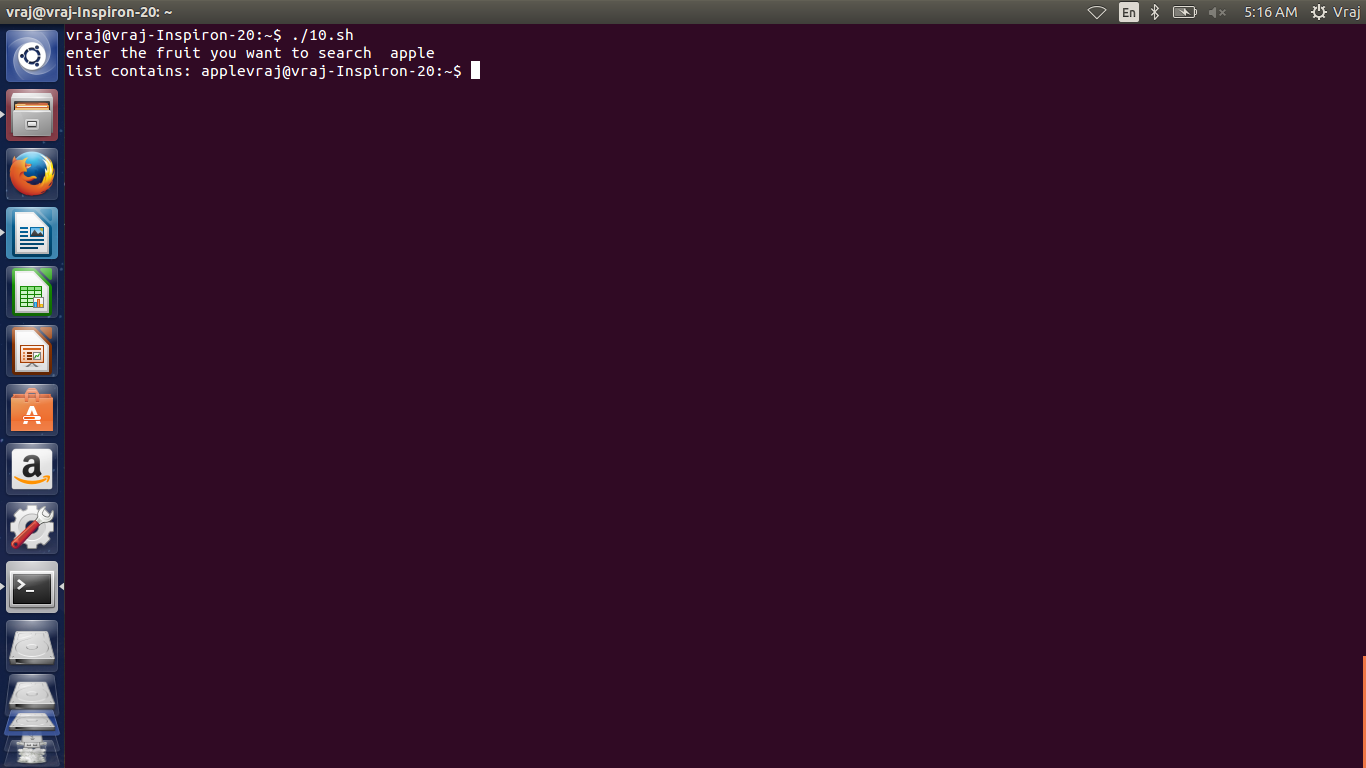 vraj@vraj-Inspiron-20: ~
En
5:16 AM
Vraj
vraj@vraj-Inspiron-20:~$ ./10.sh
enter the fruit you want to search  apple
list contains: applevraj@vraj-Inspiron-20:~$
A
a
>_